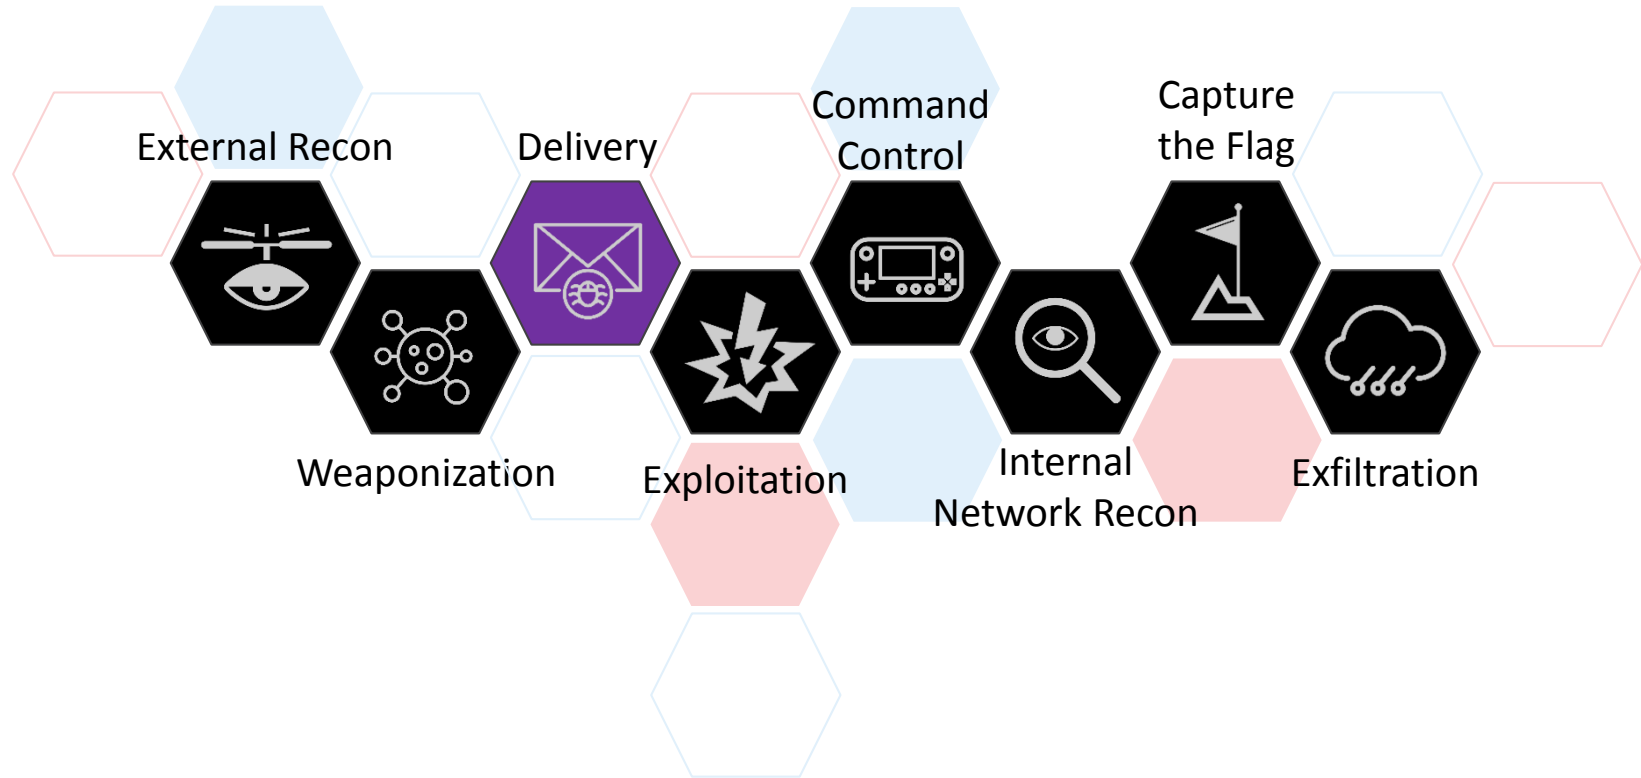 External Recon
Weaponization
Delivery
Exploitation
Command
Control
Internal
Network Recon
Capture
the Flag
Exfiltration